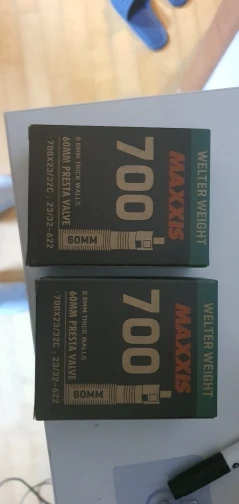 WELTER WEIGHT
MAXXIS
700
60MM
0.8MM THICK WALLS
60MM PRESTA VALVE
700X23/32C , 23/32-622
WELTER WEIGHT
MAXXIS
700
60MM
0.8MM THICK WALLS
60MM PRESTA VALVE
700X23/32C , 23/32-622